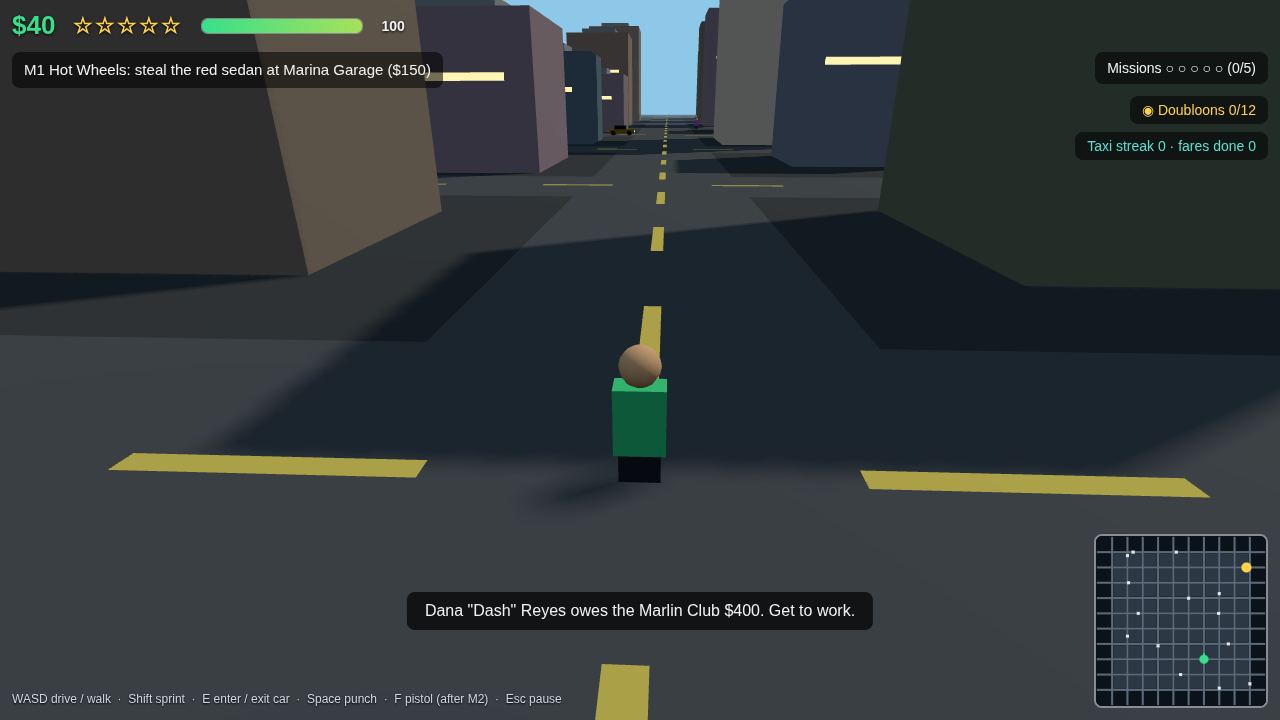 $40 ☆☆☆☆☆ 100
M1 Hot Wheels: steal the red sedan at Marina Garage ($150)
Missions ○ ○ ○ ○ ○ (0/5)
◉ Doubloons 0/12
Taxi streak 0 · fares done 0
Dana "Dash" Reyes owes the Marlin Club $400. Get to work.
WASD drive / walk · Shift sprint · E enter / exit car · Space punch · F pistol (after M2) · Esc pause